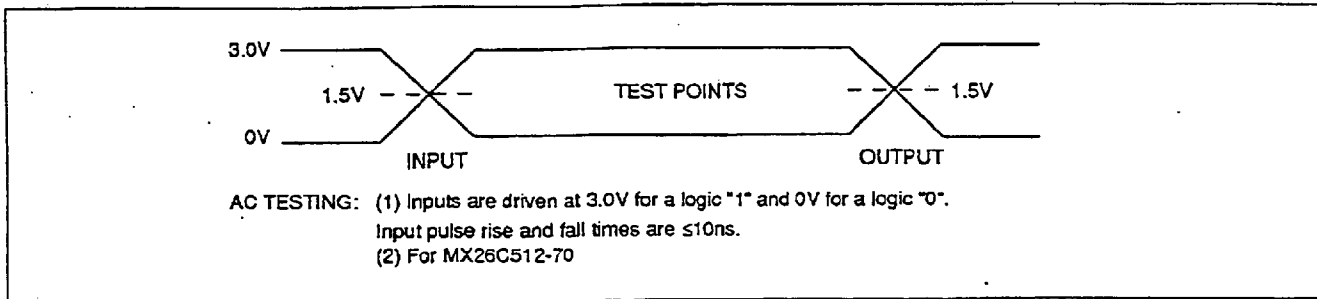 3.0V
1.5V TEST POINTS 1.5V
0V
INPUT OUTPUT
AC TESTING: (1) Inputs are driven at 3.0V for a logic "1" and 0V for a logic "0".
Input pulse rise and fall times are ≤10ns.
(2) For MX26C512-70